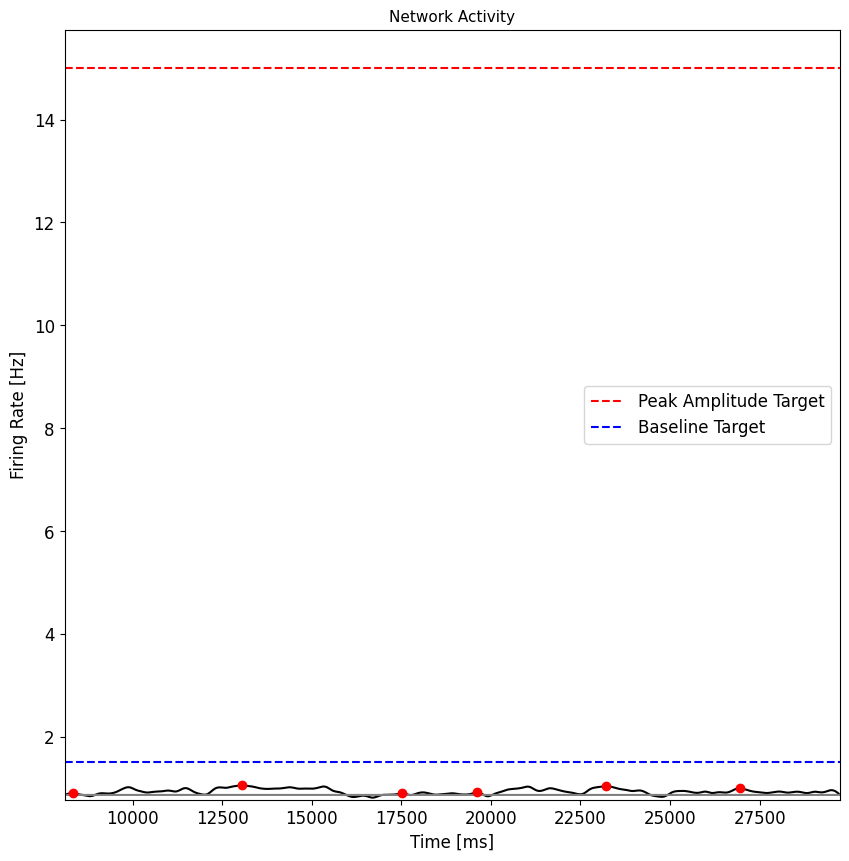 Network Activity
14
12
10
8
6
4
2
Firing Rate [Hz]
Peak Amplitude Target
Baseline Target
10000 12500 15000 17500 20000 22500 25000 27500
Time [ms]